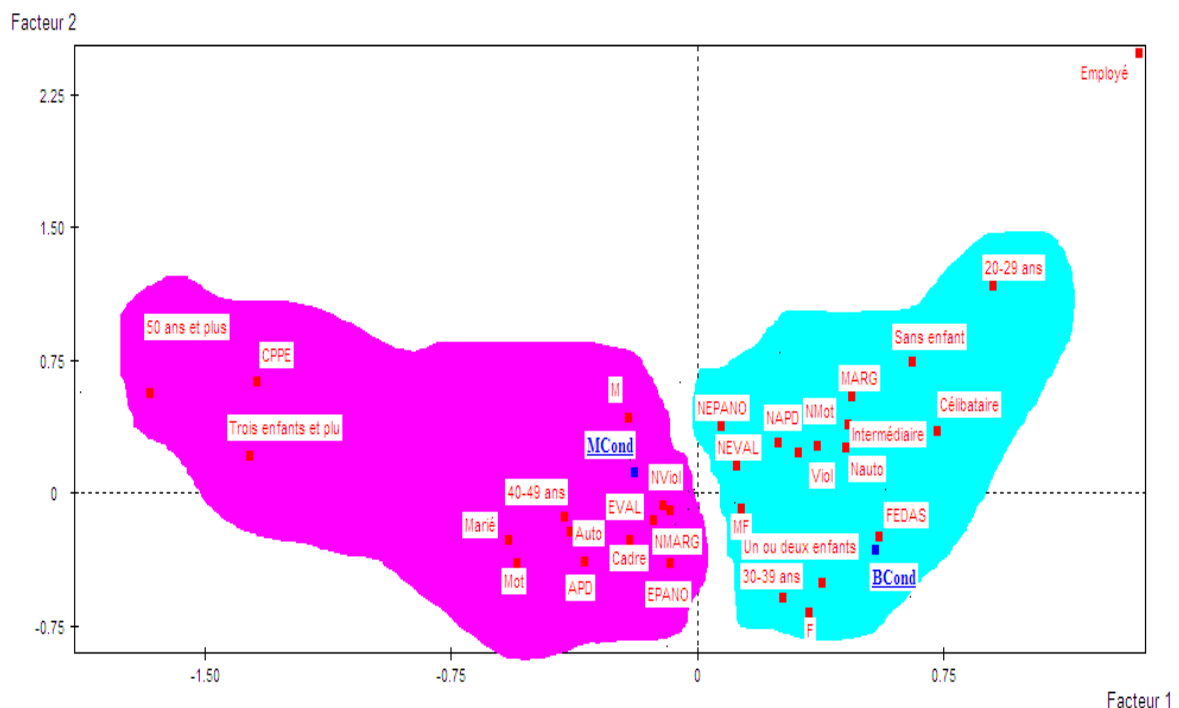 Facteur 2
Employé
2.25
1.50
20-29 ans
50 ans et plus
Sans enfant
0.75
CPPE
MARG
M
Célibataire
NEPANO
NAPD
NMot
Trois enfants et plu
Intermédiaire
MCond
NEVAL
Viol
Nauto
NViol
0
40-49 ans
EVAL
FEDAS
Marié
Auto
MF
NMARG
Un ou deux enfants
Cadre
Mot
APD
EPANO
30-39 ans
BCond
F
-0.75
-1.50
-0.75
0
0.75
Facteur 1